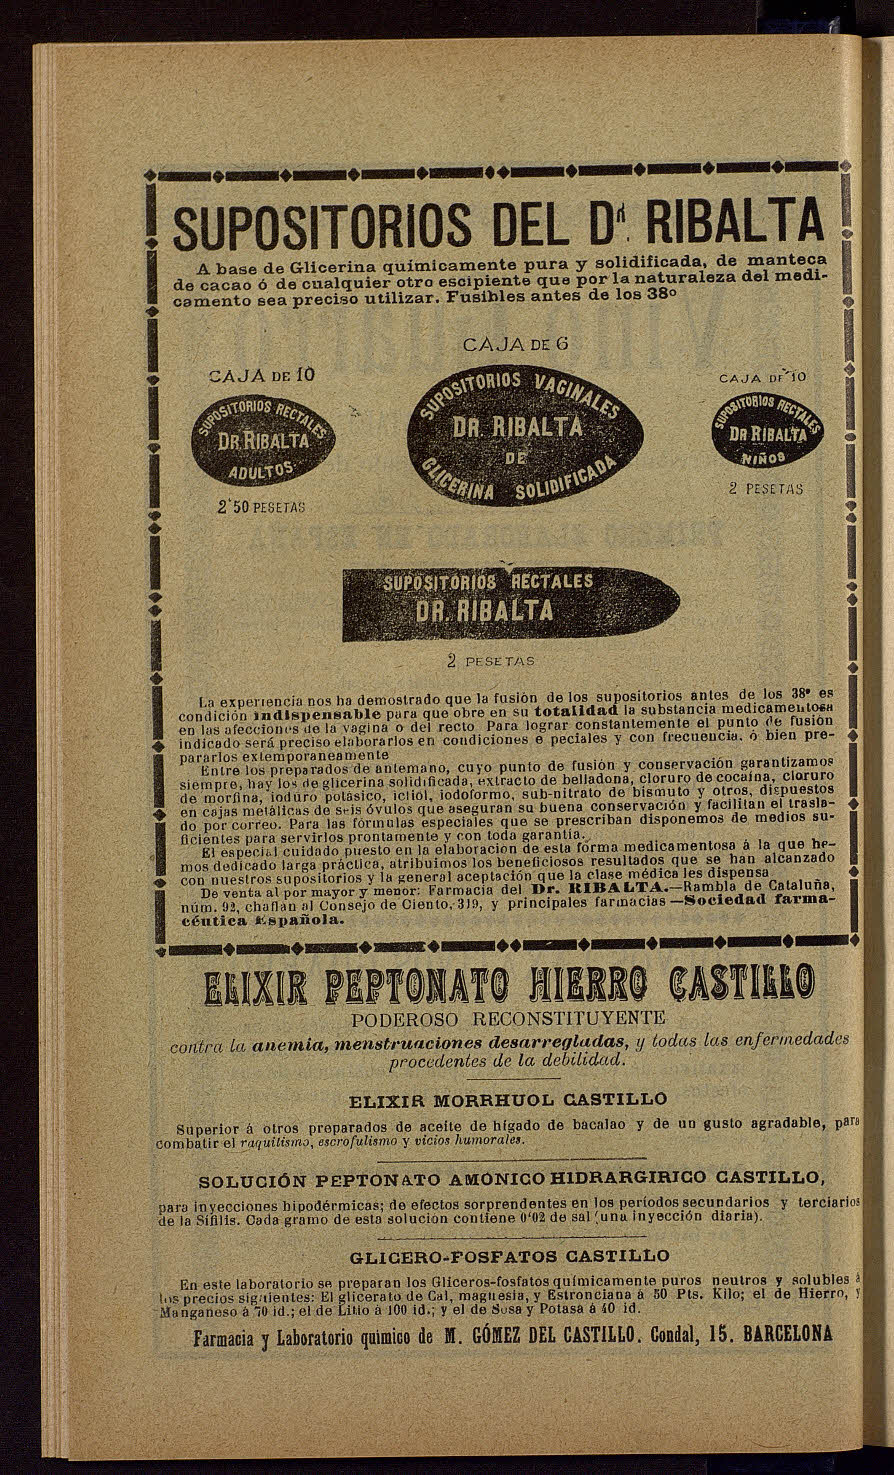 SUPOSITORIOS DEL Dr. RIBALTA
A base de Glicerina químicamente pura y solidificada, de manteca
de cacao ó de cualquier otro escipiente que por la naturaleza del medi-
camento sea preciso utilizar. Fusibles antes de los 38º
CAJA DE 10
SUPOSITORIOS RECTALES
DR. RIBALTA
ADULTOS
2'50 PESETAS
CAJA DE 6
SUPOSITORIOS VAGINALES
DR. RIBALTA
DE
GLICERINA SOLIDIFICADA
CAJA DE 10
SUPOSITORIOS RECTALES
DR RIBALTA
NIÑOS
2 PESETAS
SUPOSITORIOS RECTALES
DR. RIBALTA
2 PESETAS
La experiencia nos ha demostrado que la fusión de los supositorios antes de los 38º es
condición indispensable para que obre en su totalidad la substancia medicamentosa
en las afecciones de la vagina o del recto Para lograr constantemente el punto de fusión
indicado será preciso elaborarlos en condiciones e peciales y con frecuencia. ó bien pre-
pararlos extemporaneamente
Entre los preparados de antemano, cuyo punto de fusión y conservación garantizamos
siempre, hay los de glicerina solidificada, extracto de belladona, cloruro de cocaína, cloruro
de morfina, ioduro potásico, ictiol, iodoformo, sub-nitrato de bismuto y otros, dispuestos
en cajas metálicas de seis óvulos que aseguran su buena conservación y facilitan el trasla-
do por correo. Para las fórmulas especiales que se prescriban disponemos de medios su-
ficientes para servirlos prontamente y con toda garantía.
El especial cuidado puesto en la elaboración de esta forma medicamentosa á la que he-
mos dedicado larga práctica, atribuimos los beneficiosos resultados que se han alcanzado
con nuestros supositorios y la general aceptación que la clase médica les dispensa
De venta al por mayor y menor: Farmacia del Dr. RIBALTA.—Rambla de Cataluña,
núm. 92, chaflán al Consejo de Ciento, 319, y principales farmacias—Sociedad farma-
céutica Española.
ELIXIR PEPTONATO HIERRO CASTILLO
PODEROSO RECONSTITUYENTE
contra la anemia, menstruaciones desarregladas, y todas las enfermedades
procedentes de la debilidad.
ELIXIR MORRHUOL CASTILLO
Superior á otros preparados de aceite de hígado de bacalao y de un gusto agradable, para
combatir el raquitismo, escrofulismo y vicios humorales.
SOLUCIÓN PEPTONATO AMÓNICO HIDRARGIRICO CASTILLO,
para inyecciones hipodérmicas; de efectos sorprendentes en los períodos secundarios y terciarios
de la Sífilis. Cada gramo de esta solución contiene 0'02 de sal (una inyección diaria).
GLICERO-FOSFATOS CASTILLO
En este laboratorio se preparan los Gliceros-fosfatos químicamente puros neutros y solubles á
los precios siguientes: El glicerato de Cal, magnesia, y Estronciana á 50 Pts. Kilo; el de Hierro, y
Manganeso à 70 id.; el de Litio à 100 id.; y el de Sosa y Potasa á 40 id.
Farmacia y Laboratorio quimico de M. GÓMEZ DEL CASTILLO. Condal, 15. BARCELONA